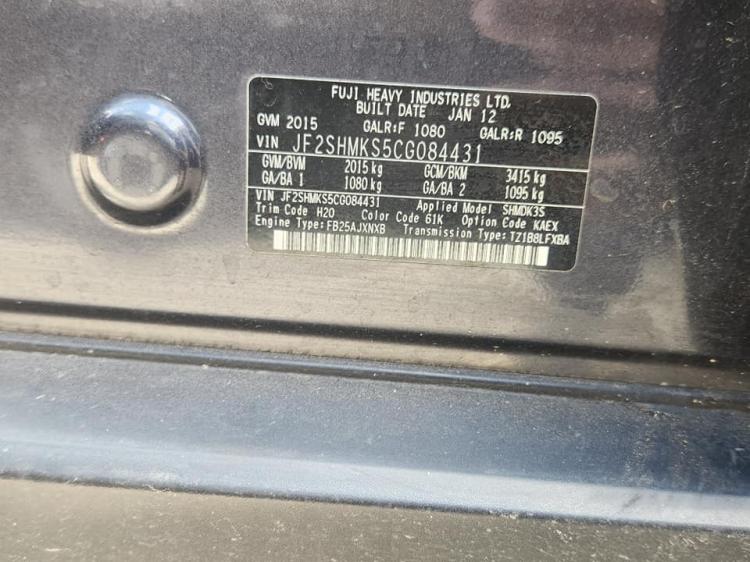 FUJI HEAVY INDUSTRIES LTD.
BUILT DATE JAN 12
GVM 2015 GALR:F 1080 GALR:R 1095
VIN JF2SHMKS5CG084431
GVM/BVM 2015 kg GCM/BKM 3415 kg
GA/BA 1 1080 kg GA/BA 2 1095 kg
VIN JF2SHMKS5CG084431 Applied Model SHMDK3S
Trim Code H20 Color Code 61K Option Code KAEX
Engine Type: FB25AJXNXB Transmission Type: TZ1B8LFXBA